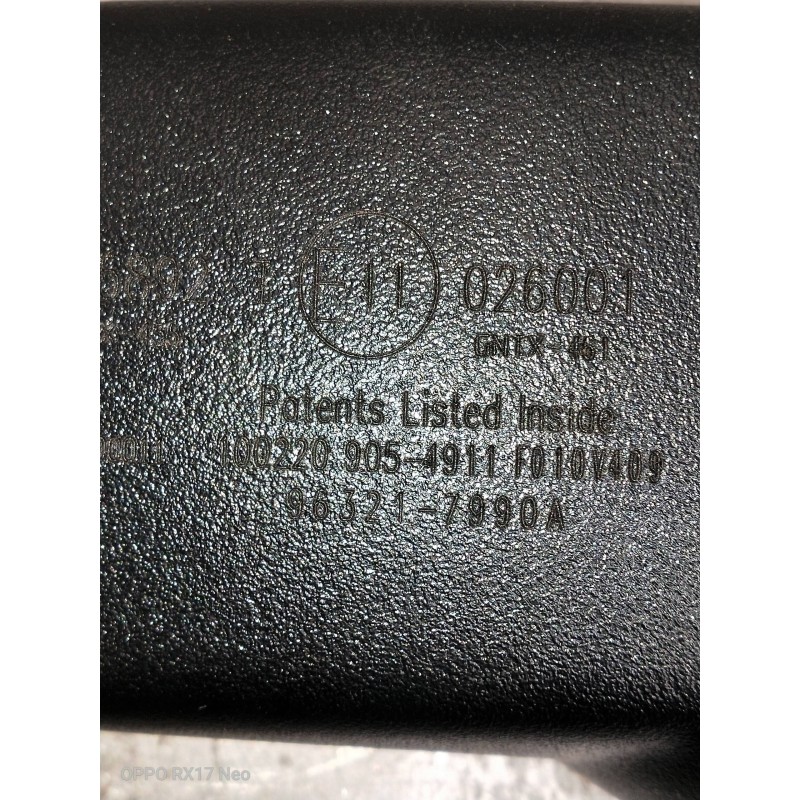 E11 026001
GNTX-461
Patents Listed Inside
100220 905-4911 F010V409
96321-7990A
OPPO RX17 Neo